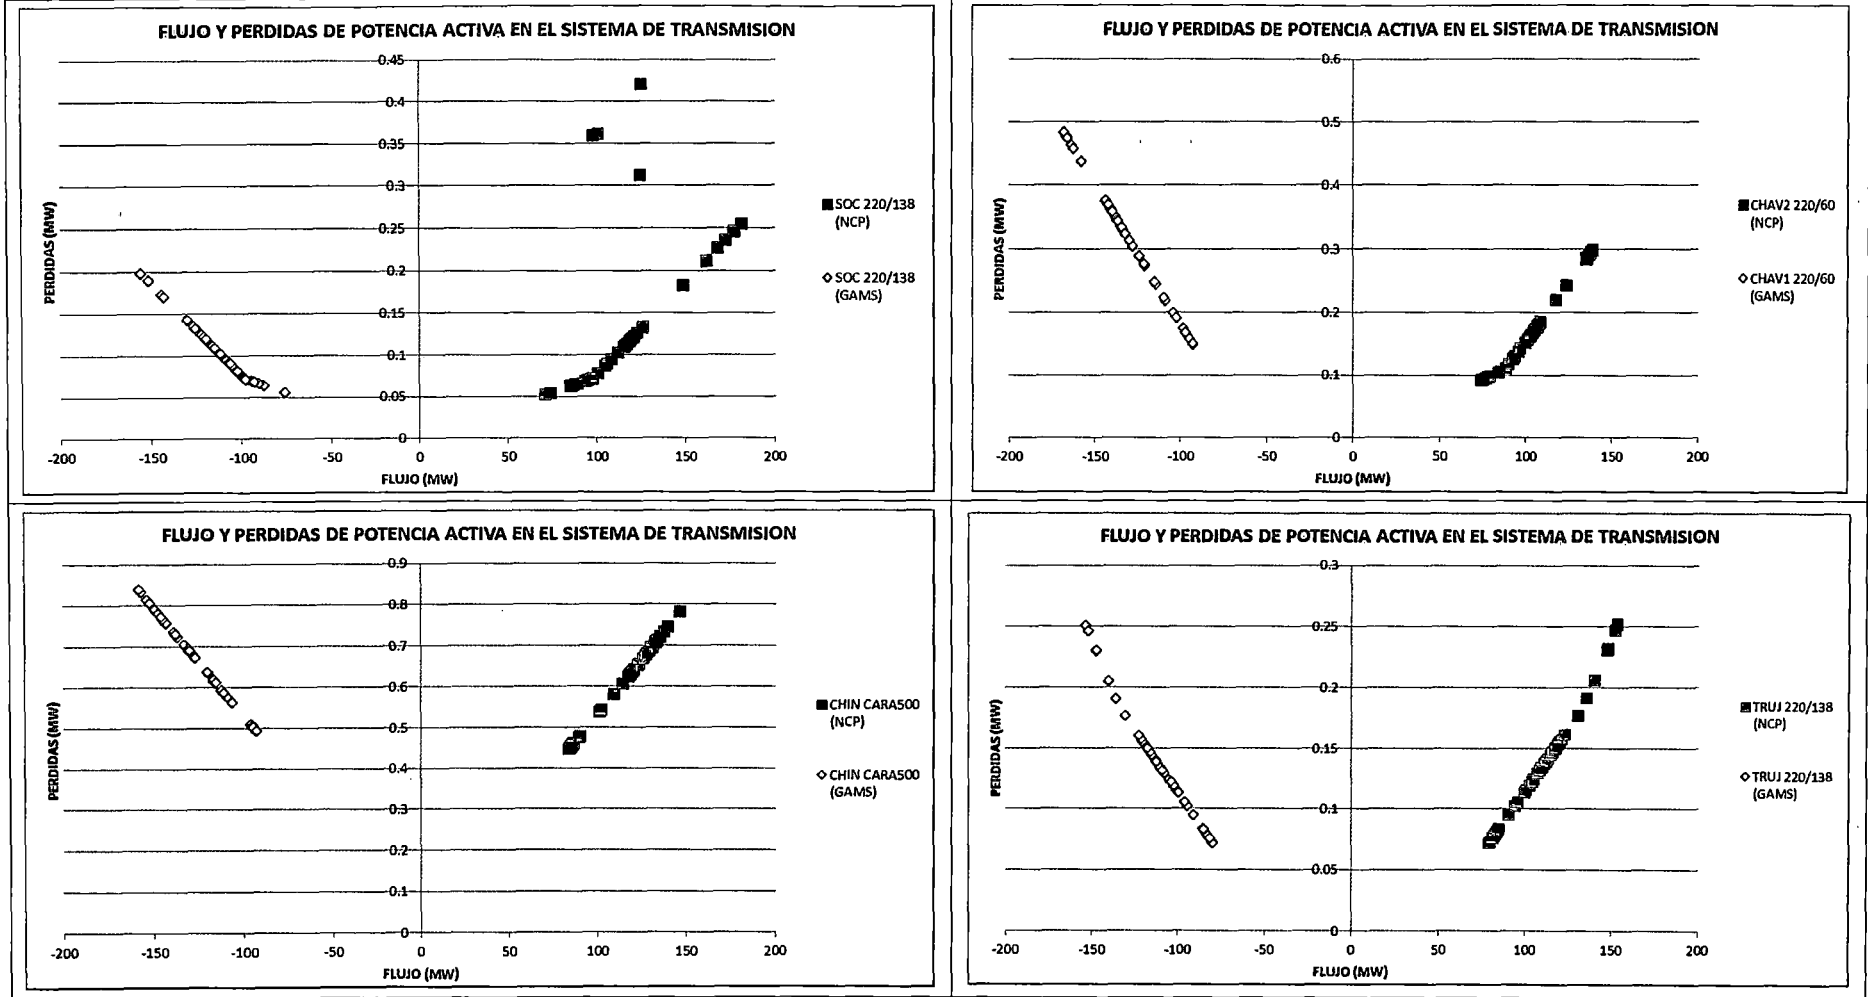 FLUJO Y PERDIDAS DE POTENCIA ACTIVA EN EL SISTEMA DE TRANSMISION
0.45
0.4
0.35
0.3
0.25
0.2
0.15
0.1
0.05
0
-200 -150 -100 -50 0 50 100 150 200
PERDIDAS (MW)
FLUJO (MW)
SOC 220/138
(NCP)
SOC 220/138
(GAMS)
FLUJO Y PERDIDAS DE POTENCIA ACTIVA EN EL SISTEMA DE TRANSMISION
0.6
0.5
0.4
0.3
0.2
0.1
0
-200 -150 -100 -50 0 50 100 150 200
PERDIDAS (MW)
FLUJO (MW)
CHAV2 220/60
(NCP)
CHAV1 220/60
(GAMS)
FLUJO Y PERDIDAS DE POTENCIA ACTIVA EN EL SISTEMA DE TRANSMISION
0.9
0.8
0.7
0.6
0.5
0.4
0.3
0.2
0.1
0
-200 -150 -100 -50 0 50 100 150 200
PERDIDAS (MW)
FLUJO (MW)
CHIN CARA500
(NCP)
CHIN CARA500
(GAMS)
FLUJO Y PERDIDAS DE POTENCIA ACTIVA EN EL SISTEMA DE TRANSMISION
0.3
0.25
0.2
0.15
0.1
0.05
0
-200 -150 -100 -50 0 50 100 150 200
PERDIDAS (MW)
FLUJO (MW)
TRUJ 220/138
(NCP)
TRUJ 220/138
(GAMS)